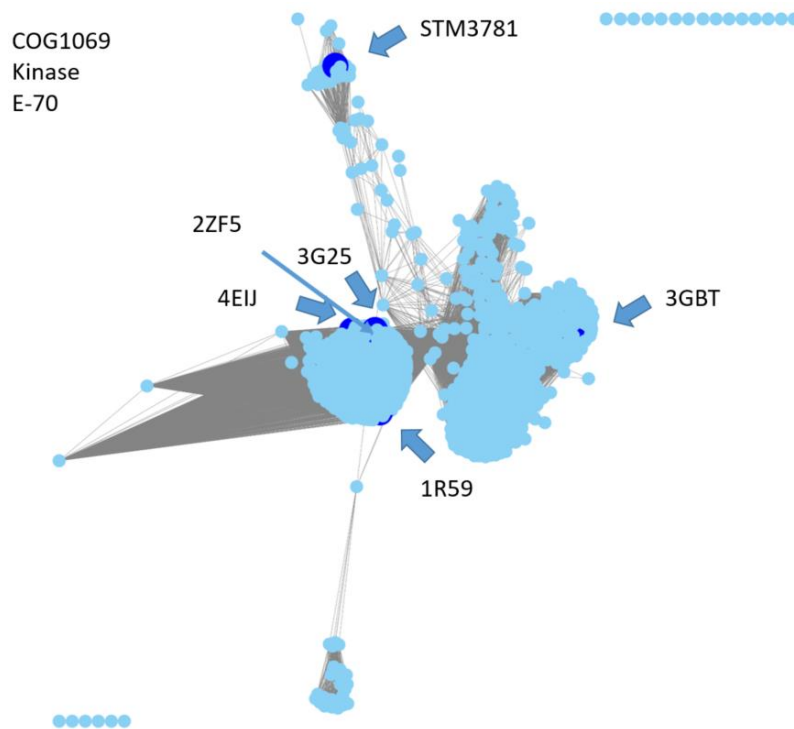 COG1069
Kinase
E-70
STM3781
2ZF5
3G25
4EIJ
3GBT
1R59